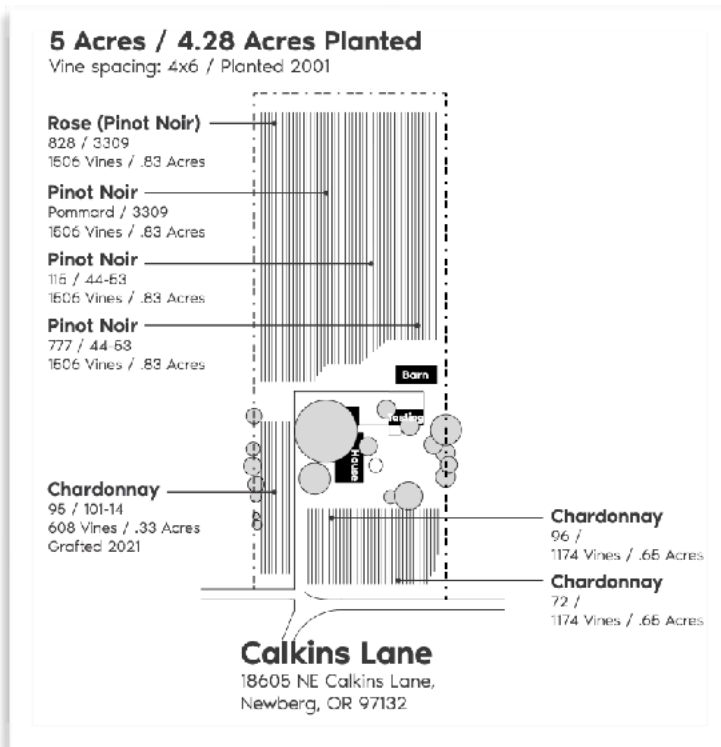 5 Acres / 4.28 Acres Planted
Vine spacing: 4x6 / Planted 2001
Rose (Pinot Noir)
828 / 3309
1506 Vines / .83 Acres
Pinot Noir
Pommard / 3309
1506 Vines / .83 Acres
Pinot Noir
115 / 44-53
1506 Vines / .83 Acres
Pinot Noir
777 / 44-53
1506 Vines / .83 Acres
Barn
Tasting
House
Chardonnay
95 / 101-14
608 Vines / .33 Acres
Grafted 2021
Chardonnay
96 /
1174 Vines / .65 Acres
Chardonnay
72 /
1174 Vines / .65 Acres
Calkins Lane
18605 NE Calkins Lane,
Newberg, OR 97132